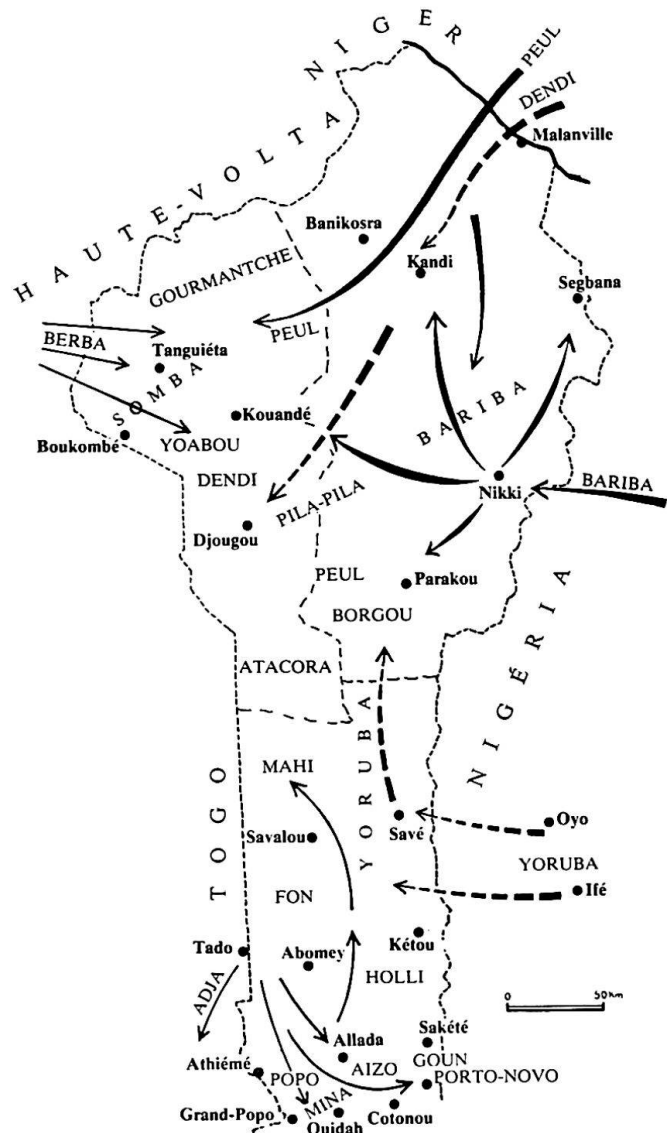 NIGER
PEUL
DENDI
Malanville
HAUTE-VOLTA
Banikosra
Kandi
Segbana
GOURMANTCHE
PEUL
BERBA
Tanguiéta
SOMBA
BARIBA
Kouandé
Boukombé
YOABOU
DENDI
Nikki
BARIBA
PILA-PILA
Djougou
PEUL
Parakou
BORGOU
NIGÉRIA
ATACORA
YORUBA
MAHI
TOGO
Savé
Oyo
Savalou
YORUBA
FON
Ifé
Kétou
Tado
Abomey
HOLLI
ADJA
0 50 Km
Sakété
Allada
GOUN
Athiémé
AIZO
POPO
PORTO-NOVO
MINA
Grand-Popo
Ouidah
Cotonou